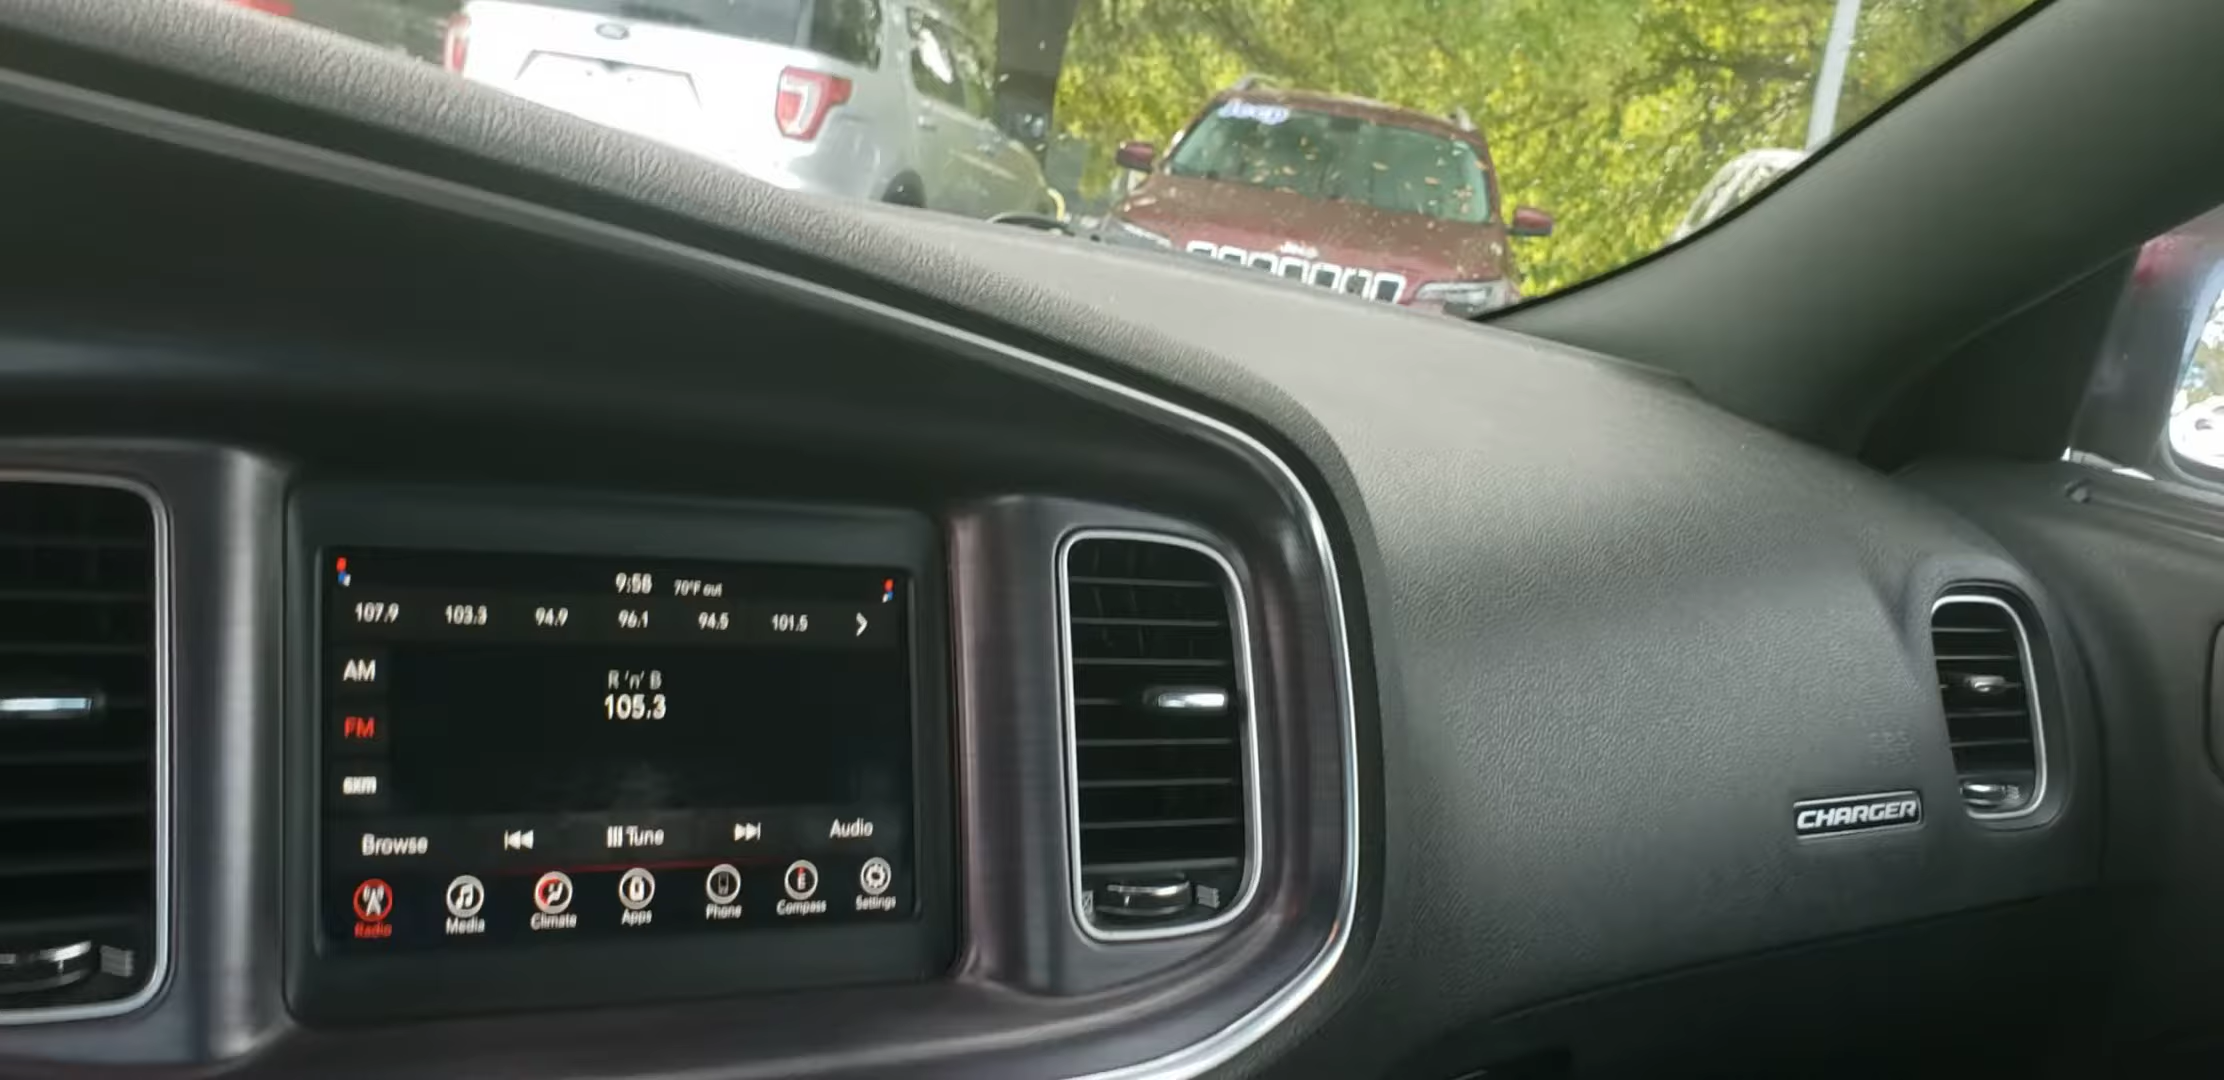 Jeep
9:58 70°F out
107.9 103.3 94.9 96.1 94.5 101.5
AM
R 'n' B
105.3
FM
sxm
Browse Tune Audio
Radio Media Climate Apps Phone Compass Settings
E
CHARGER